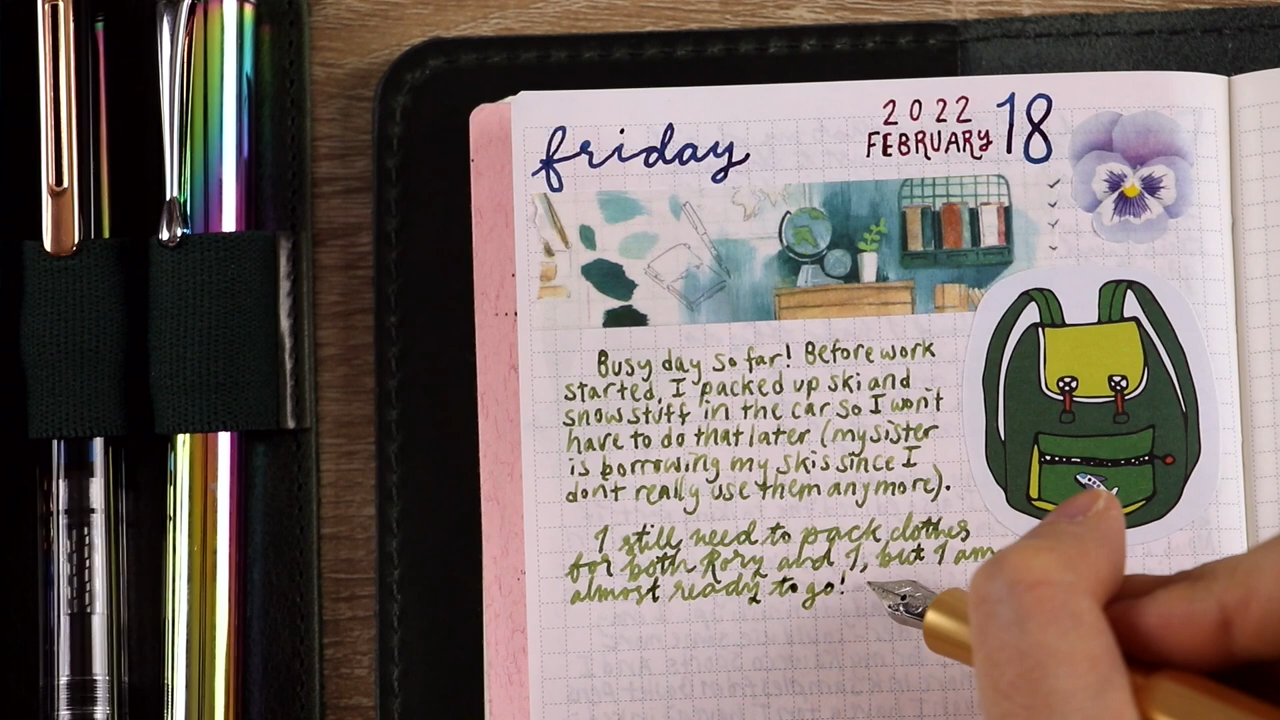 friday
2022
FEBRUARY 18
Busy day so far! Before work
started, I packed up ski and
snow stuff in the car so I won't
have to do that later (my sister
is borrowing my skis since I
don't really use them anymore).
I still need to pack clothes
for both Rory and I, but I am
almost ready to go!